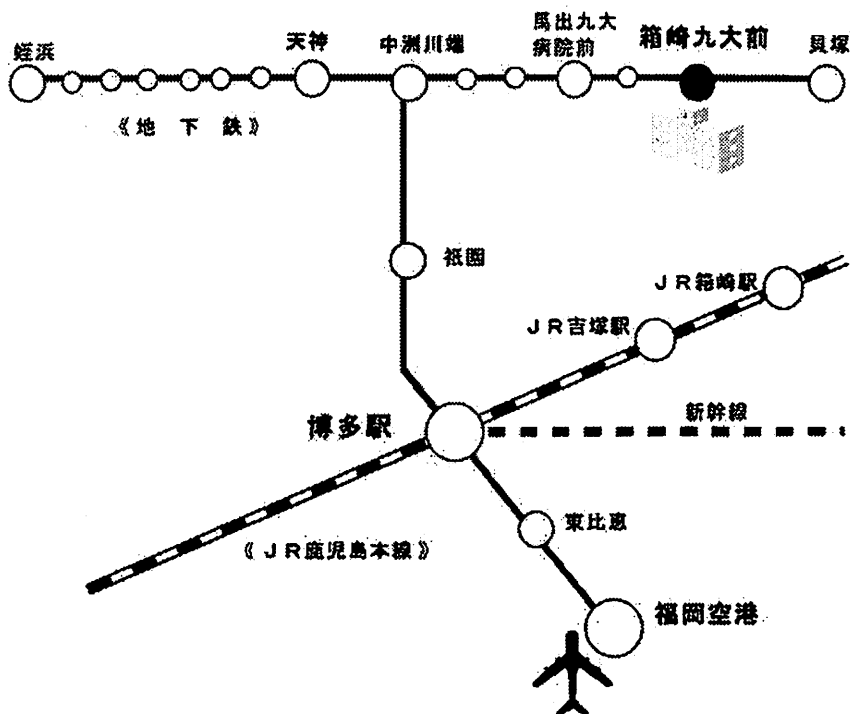 姪浜
天神
中洲川端
馬出九大
病院前
箱崎九大前
貝塚
《地 下 鉄》
祇園
JR箱崎駅
JR吉塚駅
新幹線
博多駅
東比恵
《JR鹿児島本線》
福岡空港